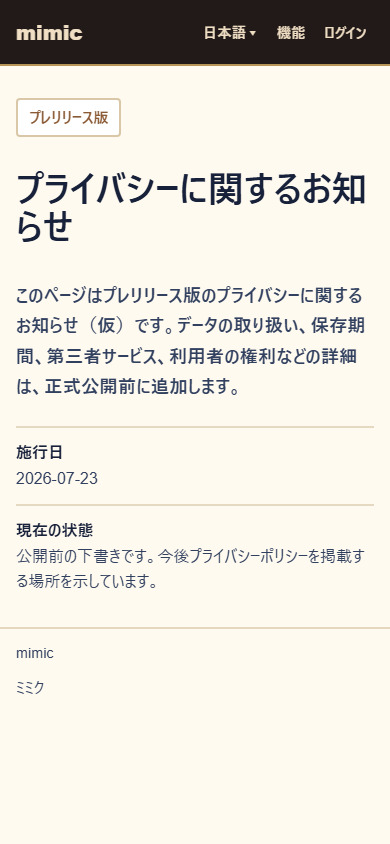 mimic
日本語 ▾ 機能 ログイン
プレリリース版
プライバシーに関するお知
らせ
このページはプレリリース版のプライバシーに関する
お知らせ（仮）です。データの取り扱い、保存期
間、第三者サービス、利用者の権利などの詳細
は、正式公開前に追加します。
施行日
2026-07-23
現在の状態
公開前の下書きです。今後プライバシーポリシーを掲載す
る場所を示しています。
mimic
ミミク